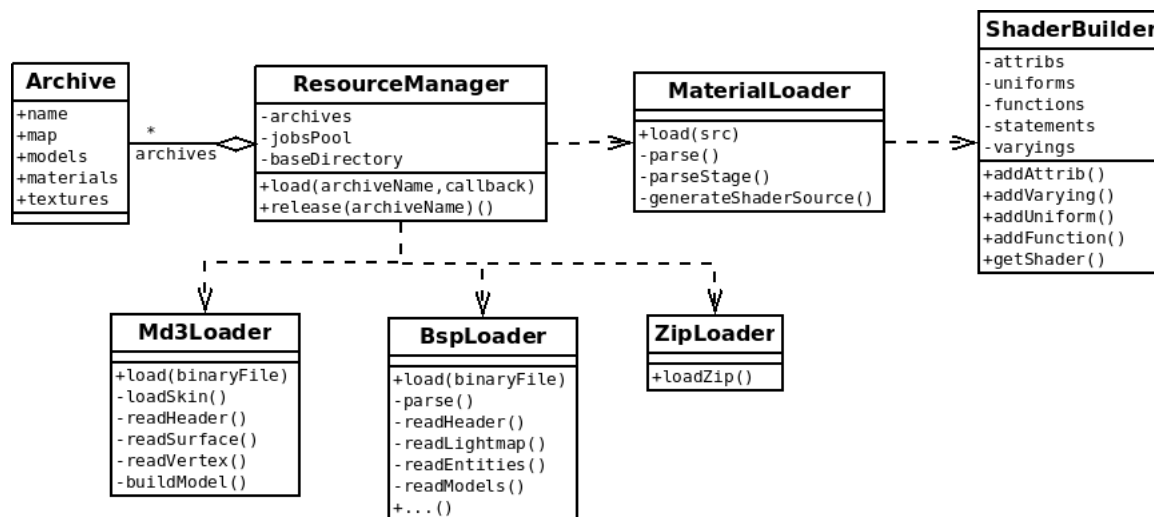 Archive
+name
+map
+models
+materials
+textures
*
archives
ResourceManager
-archives
-jobsPool
-baseDirectory
+load(archiveName,callback)
+release(archiveName)()
MaterialLoader
+load(src)
-parse()
-parseStage()
-generateShaderSource()
ShaderBuilder
-attribs
-uniforms
-functions
-statements
-varyings
+addAttrib()
+addVarying()
+addUniform()
+addFunction()
+getShader()
Md3Loader
+load(binaryFile)
-loadSkin()
-readHeader()
-readSurface()
-readVertex()
-buildModel()
BspLoader
+load(binaryFile)
-parse()
-readHeader()
-readLightmap()
-readEntities()
-readModels()
+...()
ZipLoader
+loadZip()